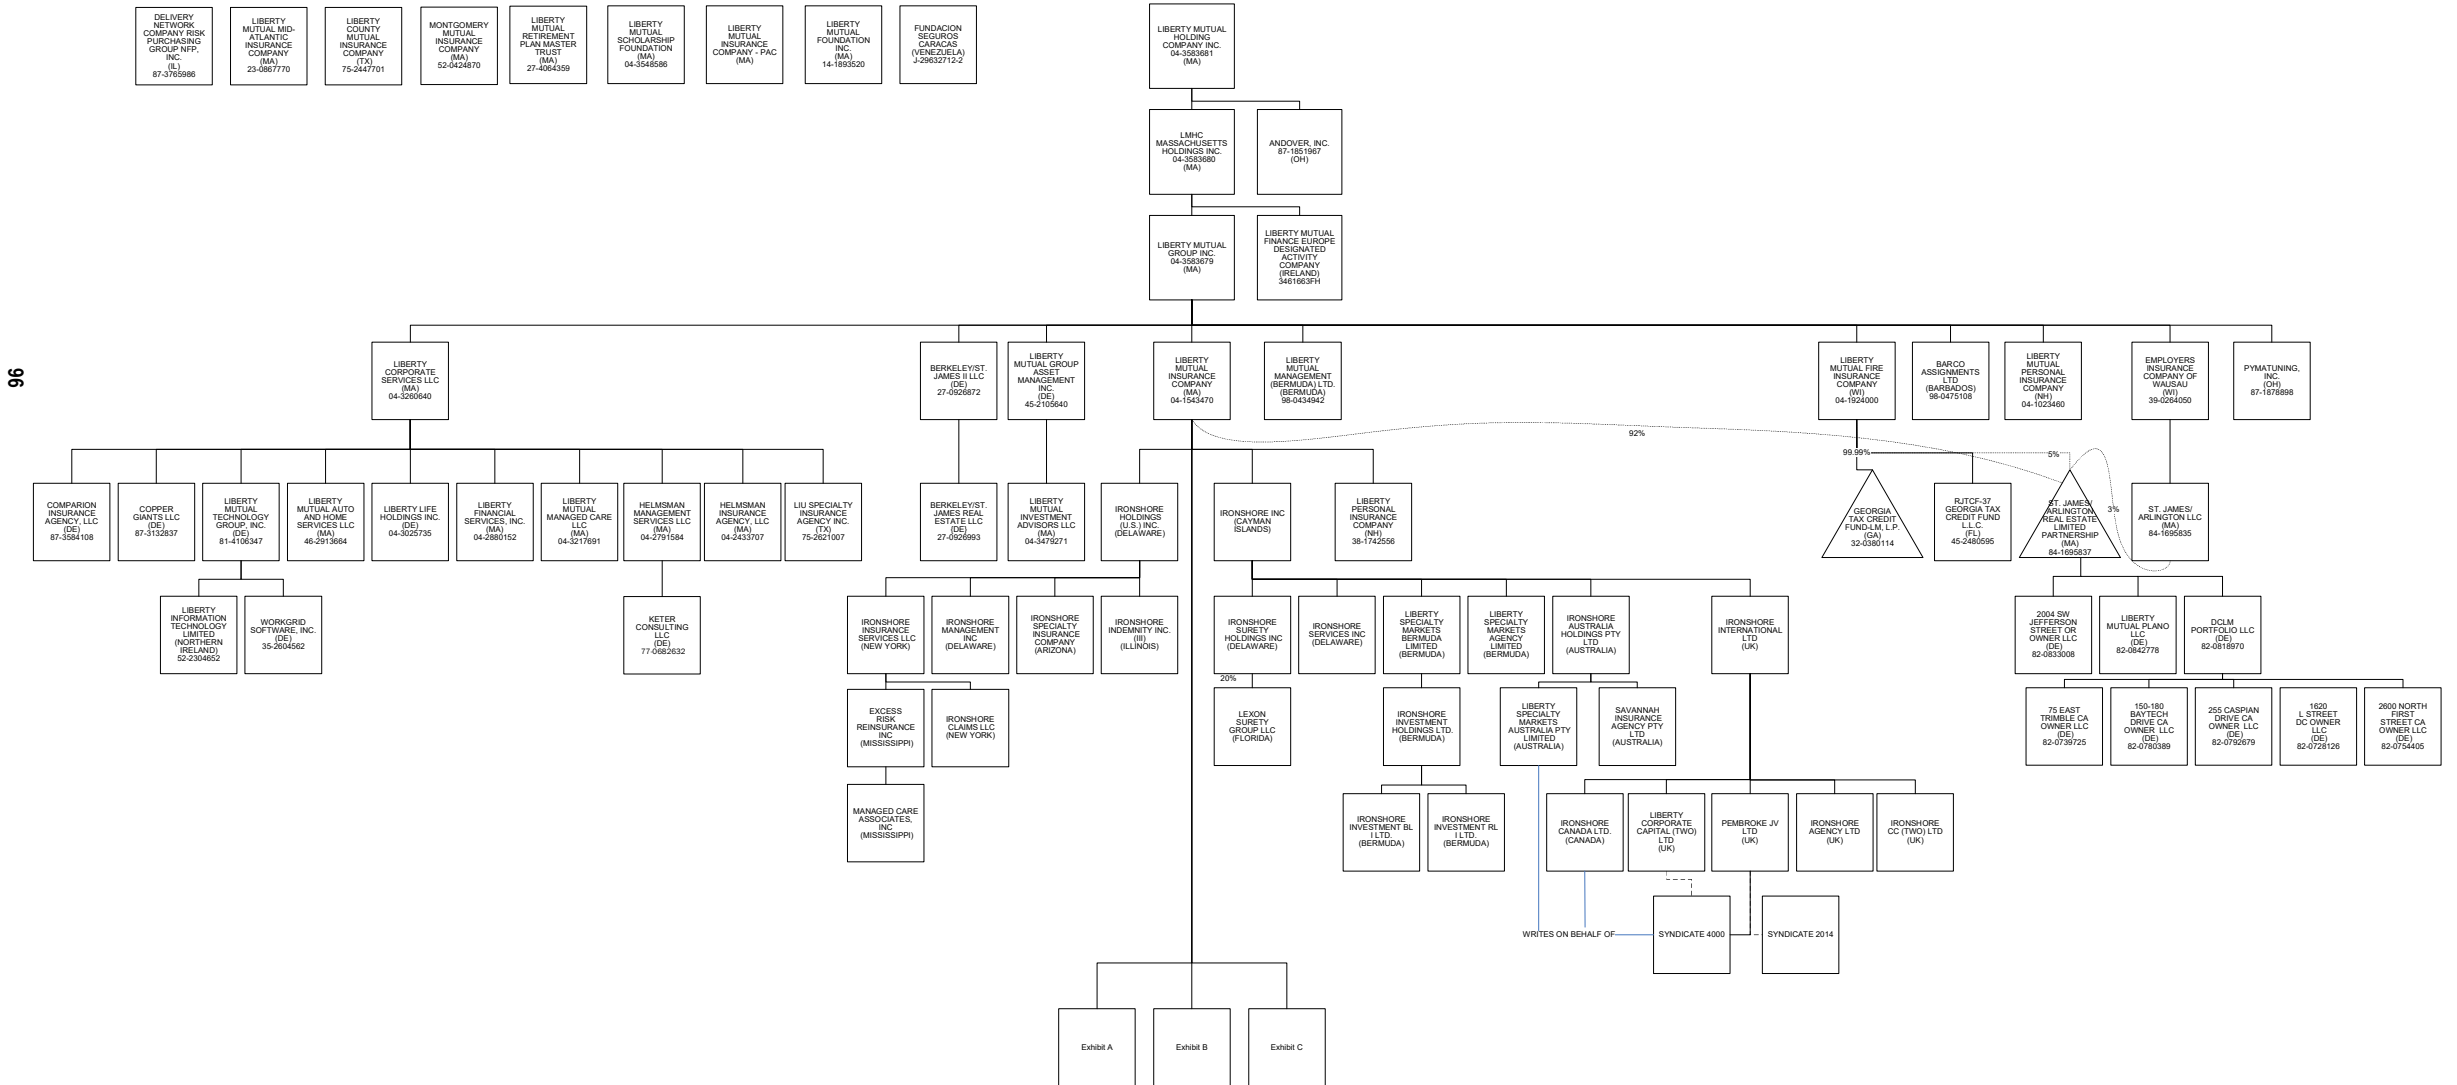 DELIVERY
NETWORK
COMPANY RISK
PURCHASING
GROUP NFP,
INC.
(IL)
87-3765986
LIBERTY
MUTUAL MID-
ATLANTIC
INSURANCE
COMPANY
(MA)
23-0867770
LIBERTY
COUNTY
MUTUAL
INSURANCE
COMPANY
(TX)
75-2447701
MONTGOMERY
MUTUAL
INSURANCE
COMPANY
(MA)
52-0424870
LIBERTY
MUTUAL
RETIREMENT
PLAN MASTER
TRUST
(MA)
27-4064359
LIBERTY
MUTUAL
SCHOLARSHIP
FOUNDATION
(MA)
04-3548586
LIBERTY
MUTUAL
INSURANCE
COMPANY - PAC
(MA)
LIBERTY
MUTUAL
FOUNDATION
INC.
(MA)
14-1893520
FUNDACION
SEGUROS
CARACAS
(VENEZUELA)
J-29632712-2
LIBERTY MUTUAL
HOLDING
COMPANY INC.
04-3583681
(MA)
LMHC
MASSACHUSETTS
HOLDINGS INC.
04-3583680
(MA)
ANDOVER, INC.
87-1851967
(OH)
LIBERTY MUTUAL
GROUP INC.
04-3583679
(MA)
LIBERTY MUTUAL
FINANCE EUROPE
DESIGNATED
ACTIVITY
COMPANY
(IRELAND)
3461663FH
96
LIBERTY
CORPORATE
SERVICES LLC
(MA)
04-3260640
BERKELEY/ST.
JAMES II LLC
(DE)
27-0926872
LIBERTY
MUTUAL GROUP
ASSET
MANAGEMENT
INC.
(DE)
45-2105640
LIBERTY
MUTUAL
INSURANCE
COMPANY
(MA)
04-1543470
LIBERTY
MUTUAL
MANAGEMENT
(BERMUDA) LTD.
(BERMUDA)
98-0434942
LIBERTY
MUTUAL FIRE
INSURANCE
COMPANY
(WI)
04-1924000
BARCO
ASSIGNMENTS
LTD
(BARBADOS)
98-0475108
LIBERTY
MUTUAL
PERSONAL
INSURANCE
COMPANY
(NH)
04-1023460
EMPLOYERS
INSURANCE
COMPANY OF
WAUSAU
(WI)
39-0264050
PYMATUNING,
INC.
(OH)
87-1878898
92%
99.99%
5%
3%
COMPARION
INSURANCE
AGENCY, LLC
(DE)
87-3584108
COPPER
GIANTS LLC
(DE)
87-3132837
LIBERTY
MUTUAL
TECHNOLOGY
GROUP, INC.
(DE)
81-4106347
LIBERTY
MUTUAL AUTO
AND HOME
SERVICES LLC
(MA)
46-2913664
LIBERTY LIFE
HOLDINGS INC.
(DE)
04-3025735
LIBERTY
FINANCIAL
SERVICES, INC.
(MA)
04-2880152
LIBERTY
MUTUAL
MANAGED CARE
LLC
(MA)
04-3217691
HELMSMAN
MANAGEMENT
SERVICES LLC
(MA)
04-2791584
HELMSMAN
INSURANCE
AGENCY, LLC
(MA)
04-2433707
LIU SPECIALTY
INSURANCE
AGENCY INC.
(TX)
75-2621007
BERKELEY/ST.
JAMES REAL
ESTATE LLC
(DE)
27-0926993
LIBERTY
MUTUAL
INVESTMENT
ADVISORS LLC
(MA)
04-3479271
IRONSHORE
HOLDINGS
(U.S.) INC.
(DELAWARE)
IRONSHORE INC
(CAYMAN
ISLANDS)
LIBERTY
PERSONAL
INSURANCE
COMPANY
(NH)
38-1742556
GEORGIA
TAX CREDIT
FUND-LM, L.P.
(GA)
32-0380114
RJTCF-37
GEORGIA TAX
CREDIT FUND
L.L.C.
(FL)
45-2480595
ST. JAMES/
ARLINGTON
REAL ESTATE
LIMITED
PARTNERSHIP
(MA)
84-1695837
ST. JAMES/
ARLINGTON LLC
(MA)
84-1695835
LIBERTY
INFORMATION
TECHNOLOGY
LIMITED
(NORTHERN
IRELAND)
52-2304652
WORKGRID
SOFTWARE, INC.
(DE)
35-2604562
KETER
CONSULTING
LLC
(DE)
77-0682632
IRONSHORE
INSURANCE
SERVICES LLC
(NEW YORK)
IRONSHORE
MANAGEMENT
INC
(DELAWARE)
IRONSHORE
SPECIALTY
INSURANCE
COMPANY
(ARIZONA)
IRONSHORE
INDEMNITY INC.
(III)
(ILLINOIS)
IRONSHORE
SURETY
HOLDINGS INC
(DELAWARE)
IRONSHORE
SERVICES INC
(DELAWARE)
LIBERTY
SPECIALTY
MARKETS
BERMUDA
LIMITED
(BERMUDA)
LIBERTY
SPECIALTY
MARKETS
AGENCY
LIMITED
(BERMUDA)
IRONSHORE
AUSTRALIA
HOLDINGS PTY
LTD
(AUSTRALIA)
IRONSHORE
INTERNATIONAL
LTD
(UK)
2004 SW
JEFFERSON
STREET OR
OWNER LLC
(DE)
82-0833008
LIBERTY
MUTUAL PLANO
LLC
(DE)
82-0842778
DCLM
PORTFOLIO LLC
(DE)
82-0818970
20%
EXCESS
RISK
REINSURANCE
INC
(MISSISSIPPI)
IRONSHORE
CLAIMS LLC
(NEW YORK)
LEXON
SURETY
GROUP LLC
(FLORIDA)
IRONSHORE
INVESTMENT
HOLDINGS LTD.
(BERMUDA)
LIBERTY
SPECIALTY
MARKETS
AUSTRALIA PTY
LIMITED
(AUSTRALIA)
SAVANNAH
INSURANCE
AGENCY PTY
LTD
(AUSTRALIA)
75 EAST
TRIMBLE CA
OWNER LLC
(DE)
82-0739725
150-180
BAYTECH
DRIVE CA
OWNER LLC
(DE)
82-0780389
255 CASPIAN
DRIVE CA
OWNER LLC
(DE)
82-0792679
1620
L STREET
DC OWNER
LLC
(DE)
82-0728126
2600 NORTH
FIRST
STREET CA
OWNER LLC
(DE)
82-0754405
MANAGED CARE
ASSOCIATES,
INC
(MISSISSIPPI)
IRONSHORE
INVESTMENT BL
I LTD.
(BERMUDA)
IRONSHORE
INVESTMENT RL
I LTD.
(BERMUDA)
IRONSHORE
CANADA LTD.
(CANADA)
LIBERTY
CORPORATE
CAPITAL (TWO)
LTD
(UK)
PEMBROKE JV
LTD
(UK)
IRONSHORE
AGENCY LTD
(UK)
IRONSHORE
CC (TWO) LTD
(UK)
WRITES ON BEHALF OF
SYNDICATE 4000
SYNDICATE 2014
Exhibit A
Exhibit B
Exhibit C